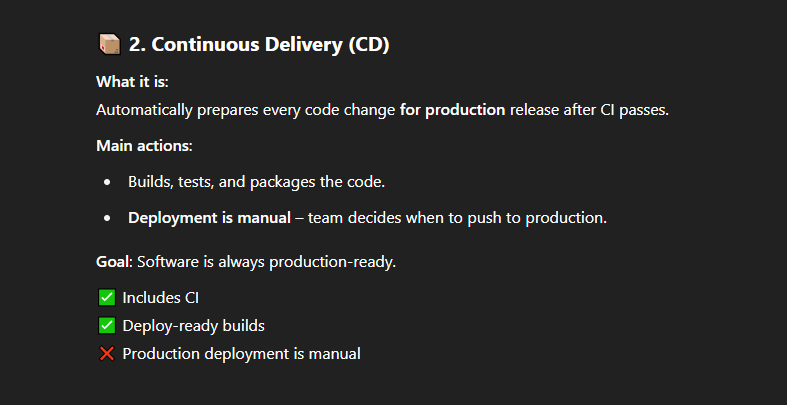 📦 2. Continuous Delivery (CD)
What it is:
Automatically prepares every code change for production release after CI passes.
Main actions:
• Builds, tests, and packages the code.
• Deployment is manual – team decides when to push to production.
Goal: Software is always production-ready.
✅ Includes CI
✅ Deploy-ready builds
❌ Production deployment is manual